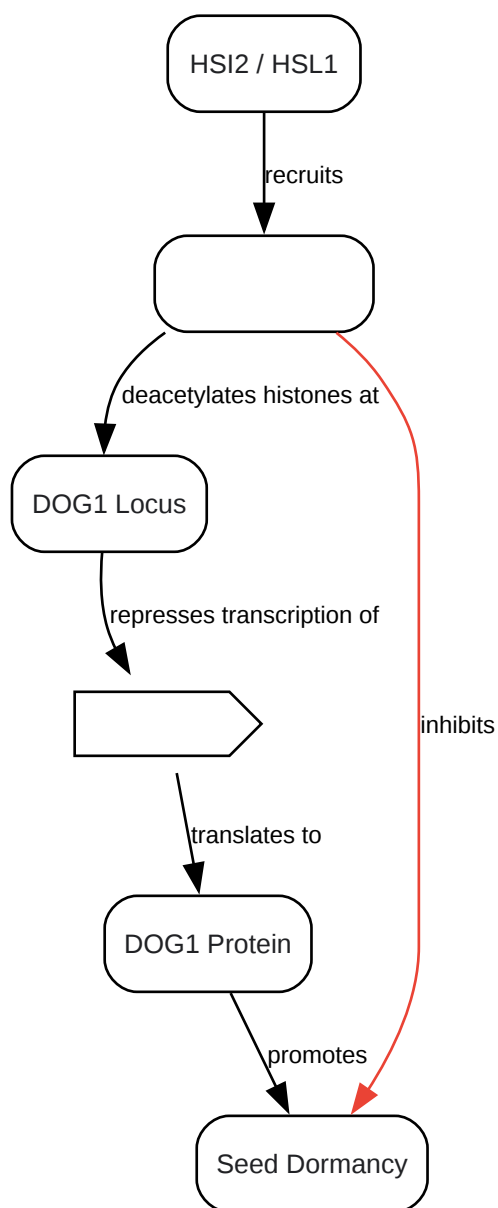 HSI2 / HSL1
recruits
deacetylates histones at
DOG1 Locus
represses transcription of
inhibits
translates to
DOG1 Protein
promotes
Seed Dormancy